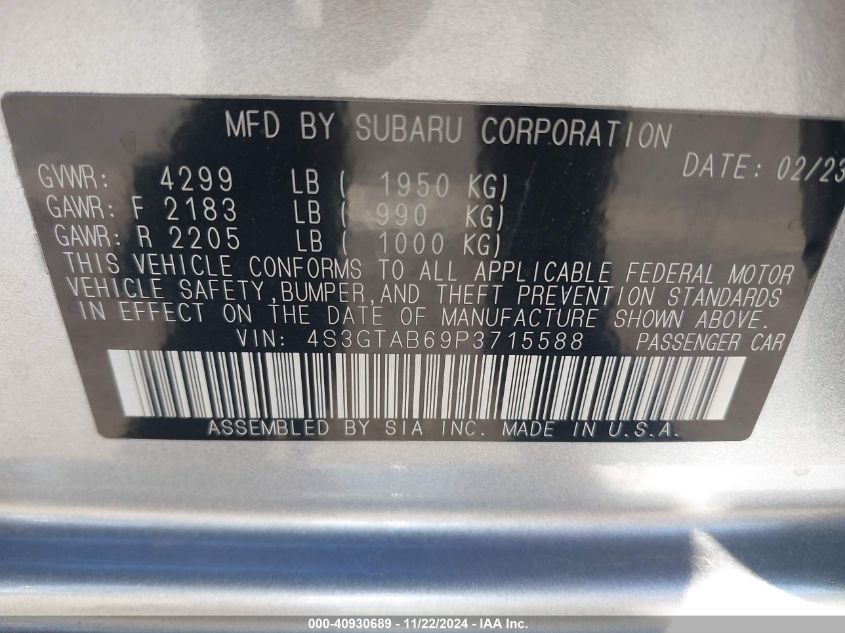 MFD BY SUBARU CORPORATION
DATE: 02/23
GVWR: 4299 LB ( 1950 KG)
GAWR: F 2183 LB ( 990 KG)
GAWR: R 2205 LB ( 1000 KG)
THIS VEHICLE CONFORMS TO ALL APPLICABLE FEDERAL MOTOR
VEHICLE SAFETY,BUMPER,AND THEFT PREVENTION STANDARDS
IN EFFECT ON THE DATE OF MANUFACTURE SHOWN ABOVE.
VIN: 4S3GTAB69P3715588 PASSENGER CAR
ASSEMBLED BY SIA INC. MADE IN U.S.A.
000-40930689 - 11/22/2024 - IAA Inc.